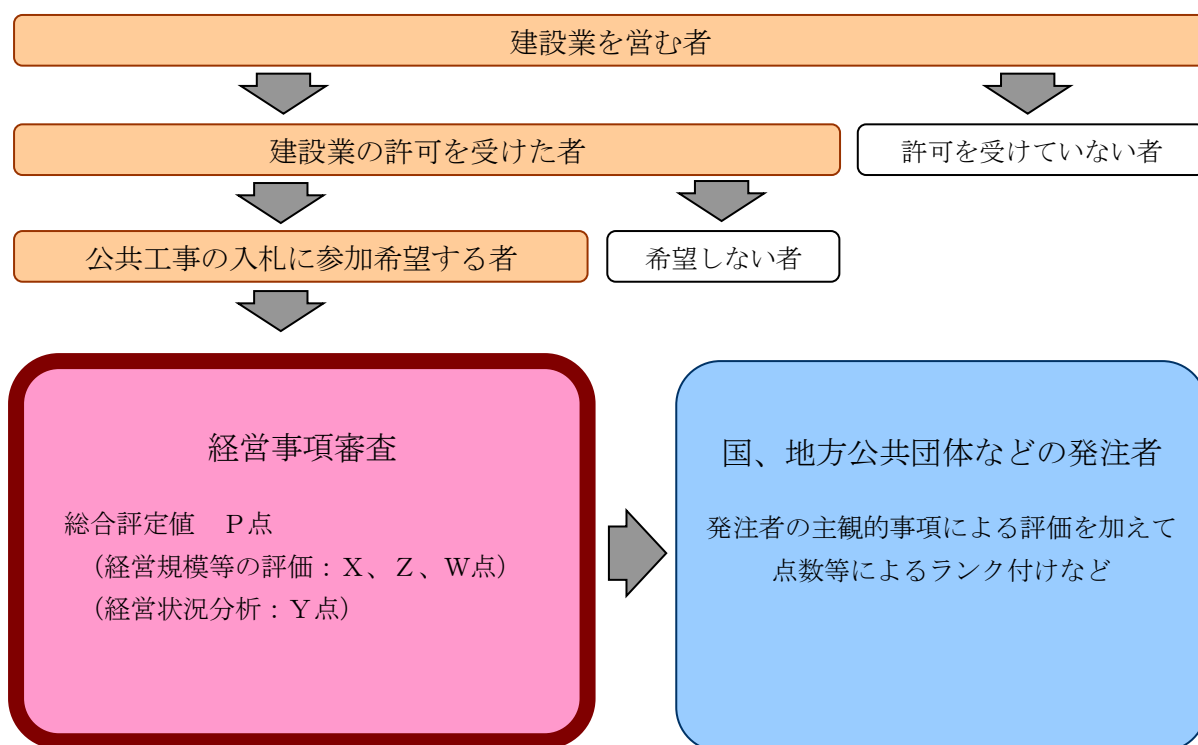 建設業を営む者
建設業の許可を受けた者
許可を受けていない者
公共工事の入札に参加希望する者
希望しない者
経営事項審査
総合評定値　Ｐ点
（経営規模等の評価：Ｘ、Ｚ、Ｗ点）
（経営状況分析：Ｙ点）
国、地方公共団体などの発注者
発注者の主観的事項による評価を加えて
点数等によるランク付けなど